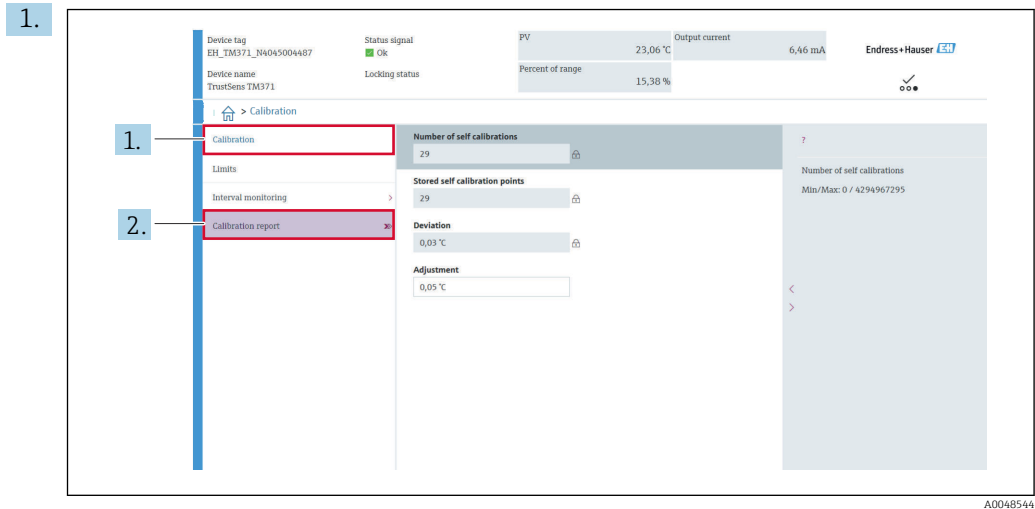 1.
Device tag
EH_TM371_N4045004487
Status signal
Ok
PV
23,06 °C
Output current
6,46 mA
Endress+Hauser EH
Device name
TrustSens TM371
Locking status
Percent of range
15,38 %
> Calibration
1.
Calibration
Limits
Interval monitoring >
2.
Calibration report
Number of self calibrations
29
Stored self calibration points
29
Deviation
0,03 °C
Adjustment
0,05 °C
?
Number of self calibrations
Min/Max: 0 / 4294967295
<
>
A0048544